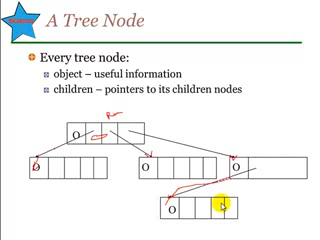 A Tree Node
Every tree node:
object – useful information
children – pointers to its children nodes
O
O
O
O
O